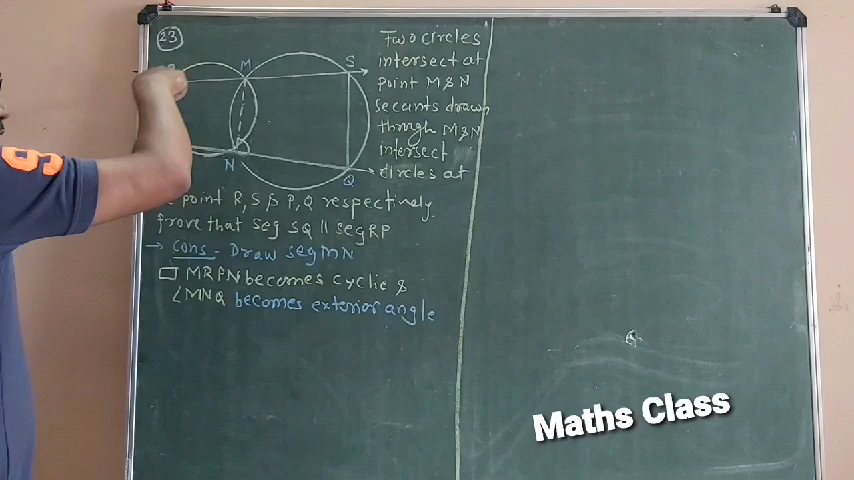 23
M
S
N
Q
Two circles
intersect at
point M & N
secants drawn
through M & N
intersect
circles at
point R, S & P, Q respectively.
prove that seg SQ || seg RP
→ Cons - Draw seg MN
□ MRPN becomes cyclic &
∠MNQ becomes exterior angle
Maths Class